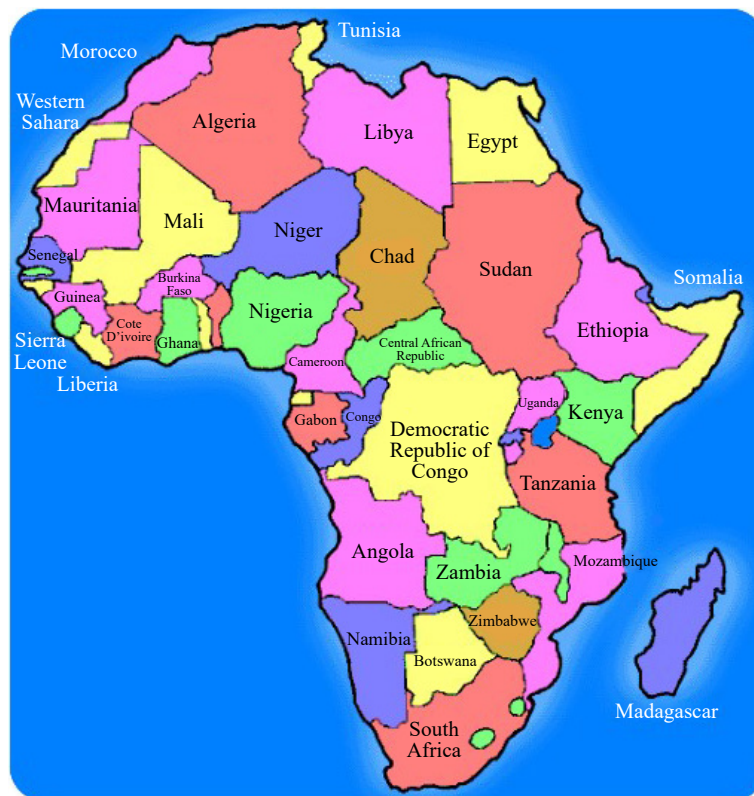 Tunisia
Morocco
Western
Sahara
Algeria
Libya
Egypt
Mauritania
Mali
Niger
Chad
Sudan
Senegal
Burkina
Faso
Somalia
Guinea
Nigeria
Ethiopia
Sierra
Leone
Cote
D'ivoire
Ghana
Central African
Republic
Liberia
Cameroon
Uganda
Kenya
Gabon
Congo
Democratic
Republic of
Congo
Tanzania
Angola
Zambia
Mozambique
Zimbabwe
Namibia
Botswana
Madagascar
South
Africa